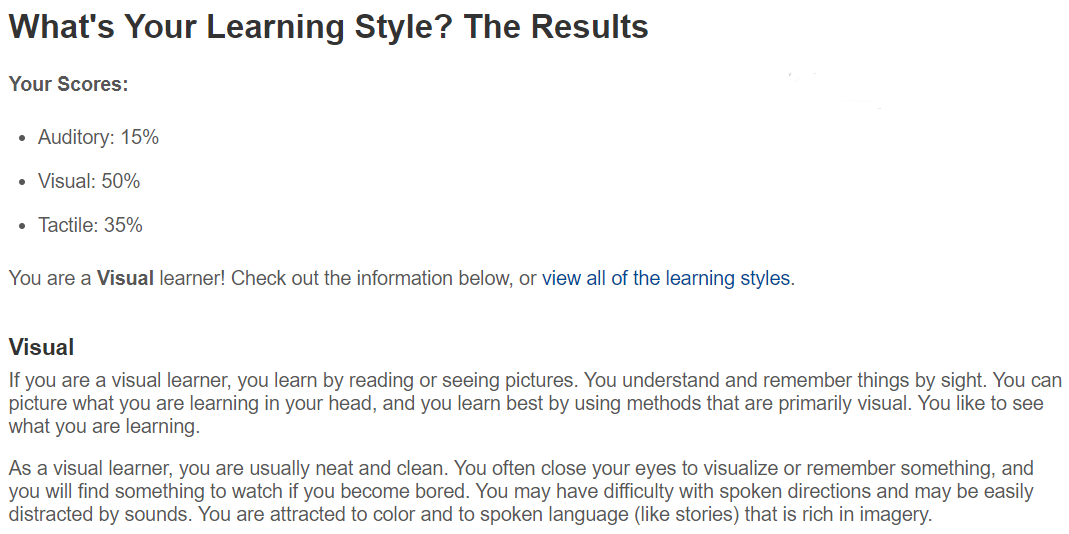 What's Your Learning Style? The Results
Your Scores:
• Auditory: 15%
• Visual: 50%
• Tactile: 35%
You are a Visual learner! Check out the information below, or view all of the learning styles.
Visual
If you are a visual learner, you learn by reading or seeing pictures. You understand and remember things by sight. You can
picture what you are learning in your head, and you learn best by using methods that are primarily visual. You like to see
what you are learning.
As a visual learner, you are usually neat and clean. You often close your eyes to visualize or remember something, and
you will find something to watch if you become bored. You may have difficulty with spoken directions and may be easily
distracted by sounds. You are attracted to color and to spoken language (like stories) that is rich in imagery.